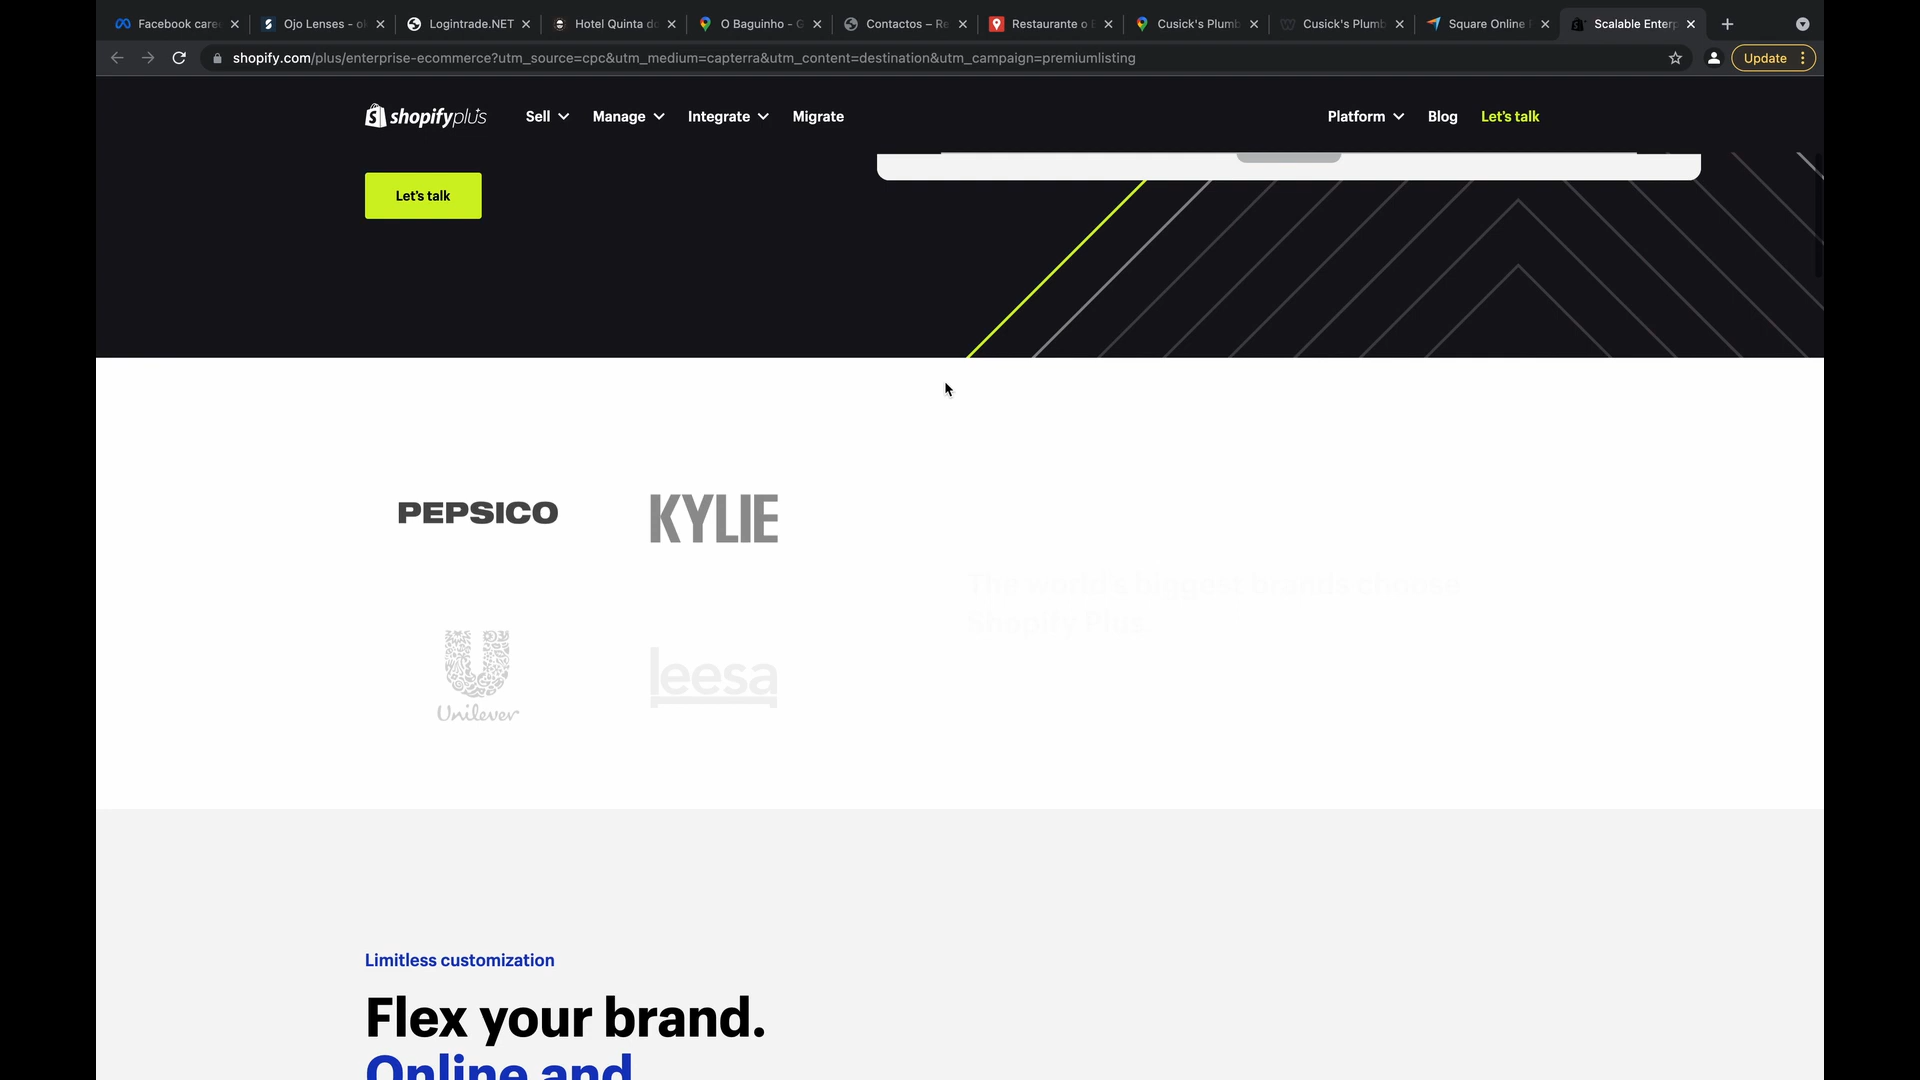 Facebook care
Ojo Lenses - o
Logintrade.NET
Hotel Quinta do
O Baguinho - G
Contactos – Re
Restaurante o E
Cusick's Plumb
Cusick's Plumb
Square Online
Scalable Enterp
shopify.com/plus/enterprise-ecommerce?utm_source=cpc&utm_medium=capterra&utm_content=destination&utm_campaign=premiumlisting
Update
shopifyplus
Sell
Manage
Integrate
Migrate
Platform
Blog
Let's talk
Let's talk
PEPSICO
KYLIE
The world's biggest brands choose
Shopify Plus.
Unilever
leesa
Limitless customization
Flex your brand.
Online and